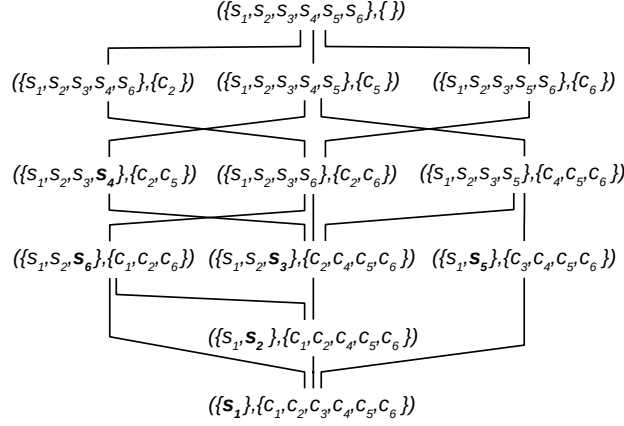 ({s1,s2,s3,s4,s5,s6},{ })
({s1,s2,s3,s4,s6},{c2 }) ({s1,s2,s3,s4,s5},{c5 }) ({s1,s2,s3,s5,s6},{c6 })
({s1,s2,s3,s4},{c2,c5 }) ({s1,s2,s3,s6},{c2,c6 }) ({s1,s2,s3,s5},{c4,c5,c6 })
({s1,s2,s6},{c1,c2,c6 }) ({s1,s2,s3},{c2,c4,c5,c6 }) ({s1,s5},{c3,c4,c5,c6 })
({s1,s2 },{c1,c2,c4,c5,c6 })
({s1},{c1,c2,c3,c4,c5,c6 })